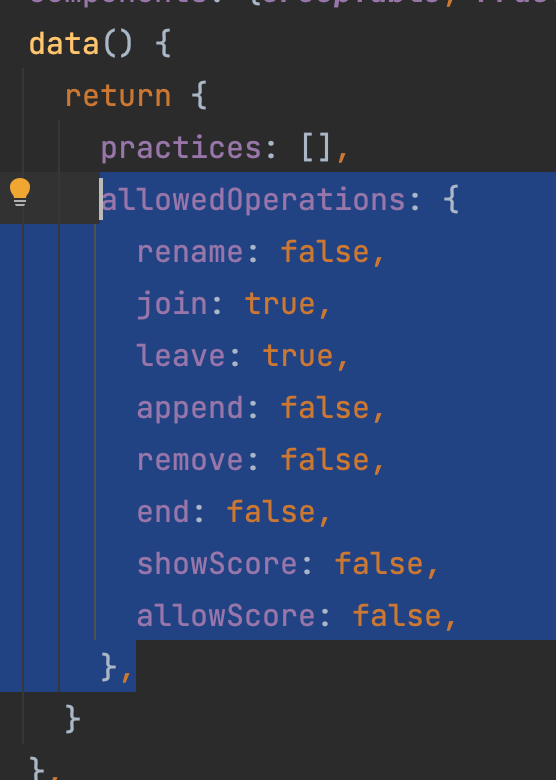 data() {
return {
practices: [],
allowedOperations: {
rename: false,
join: true,
leave: true,
append: false,
remove: false,
end: false,
showScore: false,
allowScore: false,
},
}
},